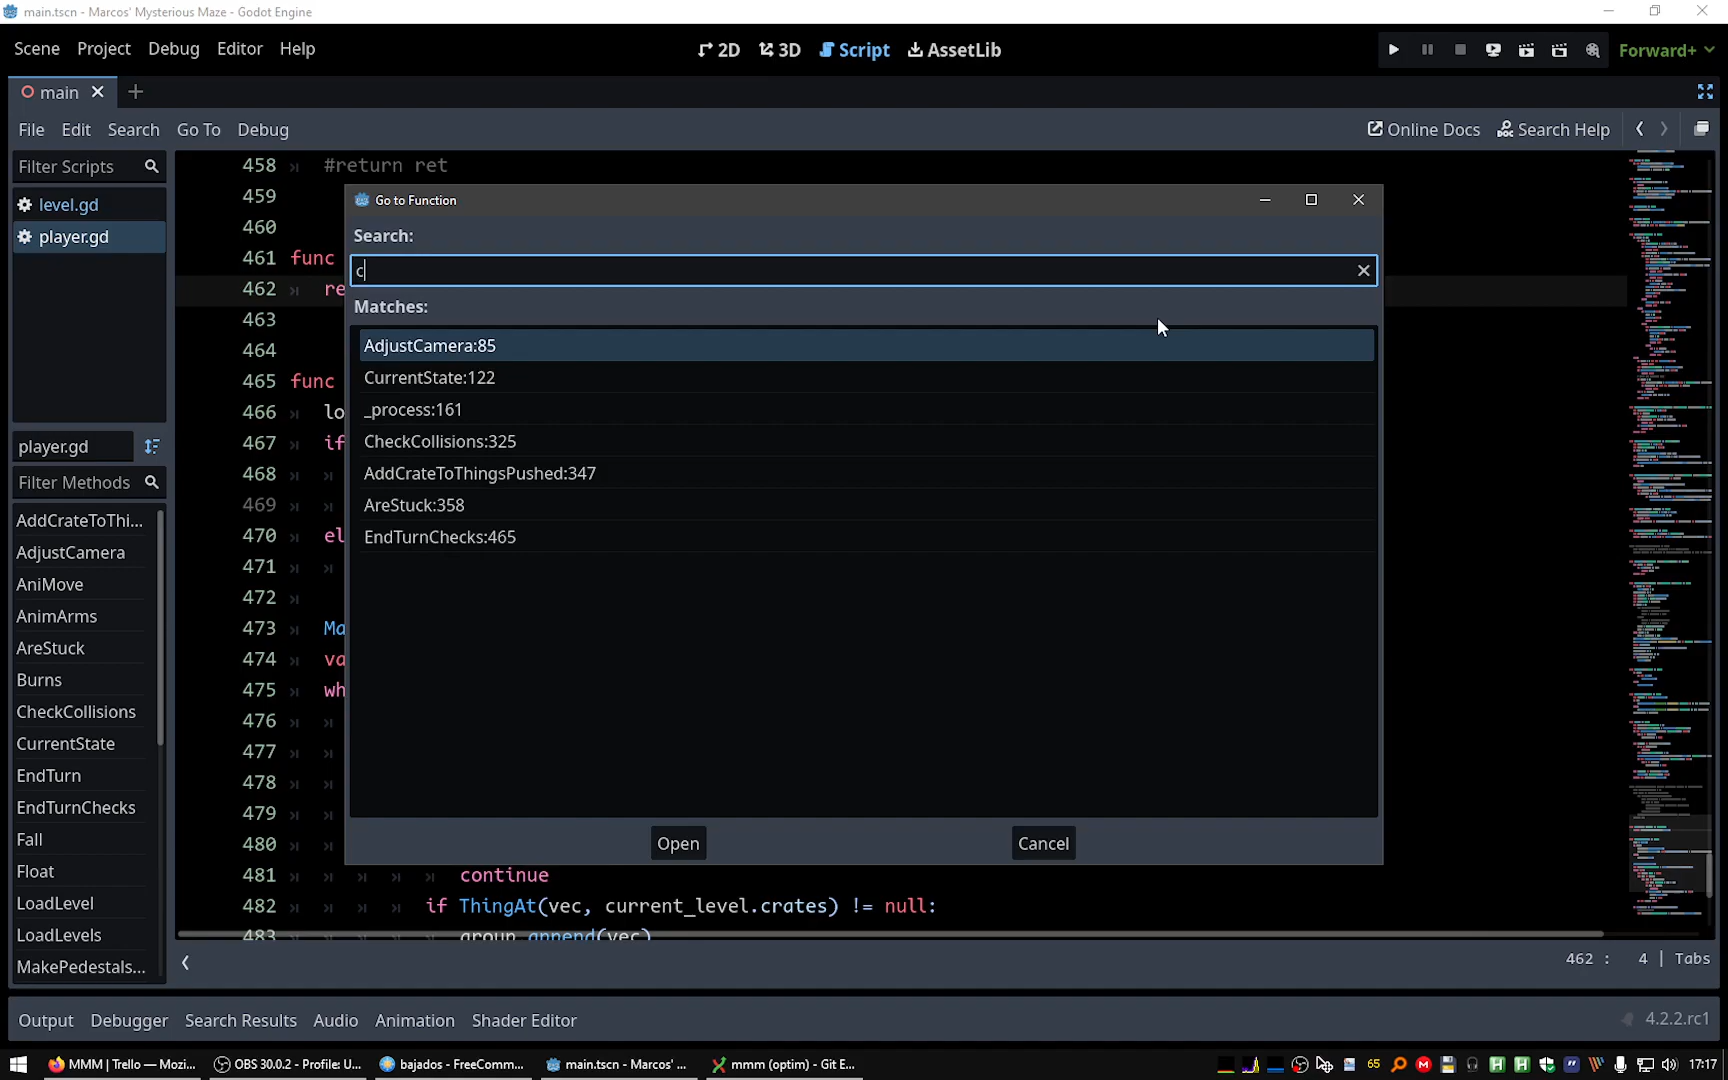 main.tscn - Marcos' Mysterious Maze - Godot Engine
Scene Project Debug Editor Help
2D 3D Script AssetLib
Forward+
main
File Edit Search Go To Debug
Online Docs Search Help
Filter Scripts
level.gd
player.gd
player.gd
Filter Methods
AddCrateToThi...
AdjustCamera
AniMove
AnimArms
AreStuck
Burns
CheckCollisions
CurrentState
EndTurn
EndTurnChecks
Fall
Float
LoadLevel
LoadLevels
MakePedestals...
458 #return ret
459
460
461 func
462 re
463
464
465 func
466 lo
467 if
468
469
470 el
471
472
473 Ma
474 va
475 wh
476
477
478
479
480
481 continue
482 if ThingAt(vec, current_level.crates) != null:
483 group.append(vec)
Go to Function
Search:
c
Matches:
AdjustCamera:85
CurrentState:122
_process:161
CheckCollisions:325
AddCrateToThingsPushed:347
AreStuck:358
EndTurnChecks:465
Open Cancel
462 : 4 | Tabs
Output Debugger Search Results Audio Animation Shader Editor
4.2.2.rc1
MMM | Trello — Mozi... OBS 30.0.2 - Profile: U... bajados - FreeComm... main.tscn - Marcos' ... mmm (optim) - Git E...
65
17:17